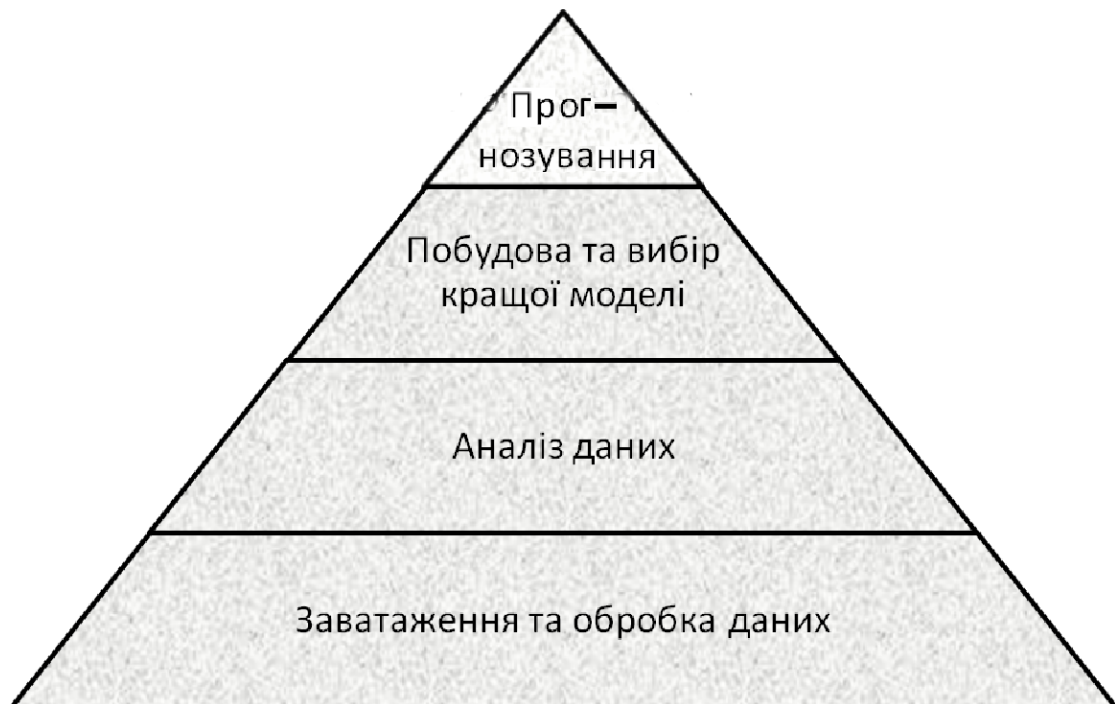 Прог–
нозування
Побудова та вибір
кращої моделі
Аналіз даних
Заватаження та обробка даних